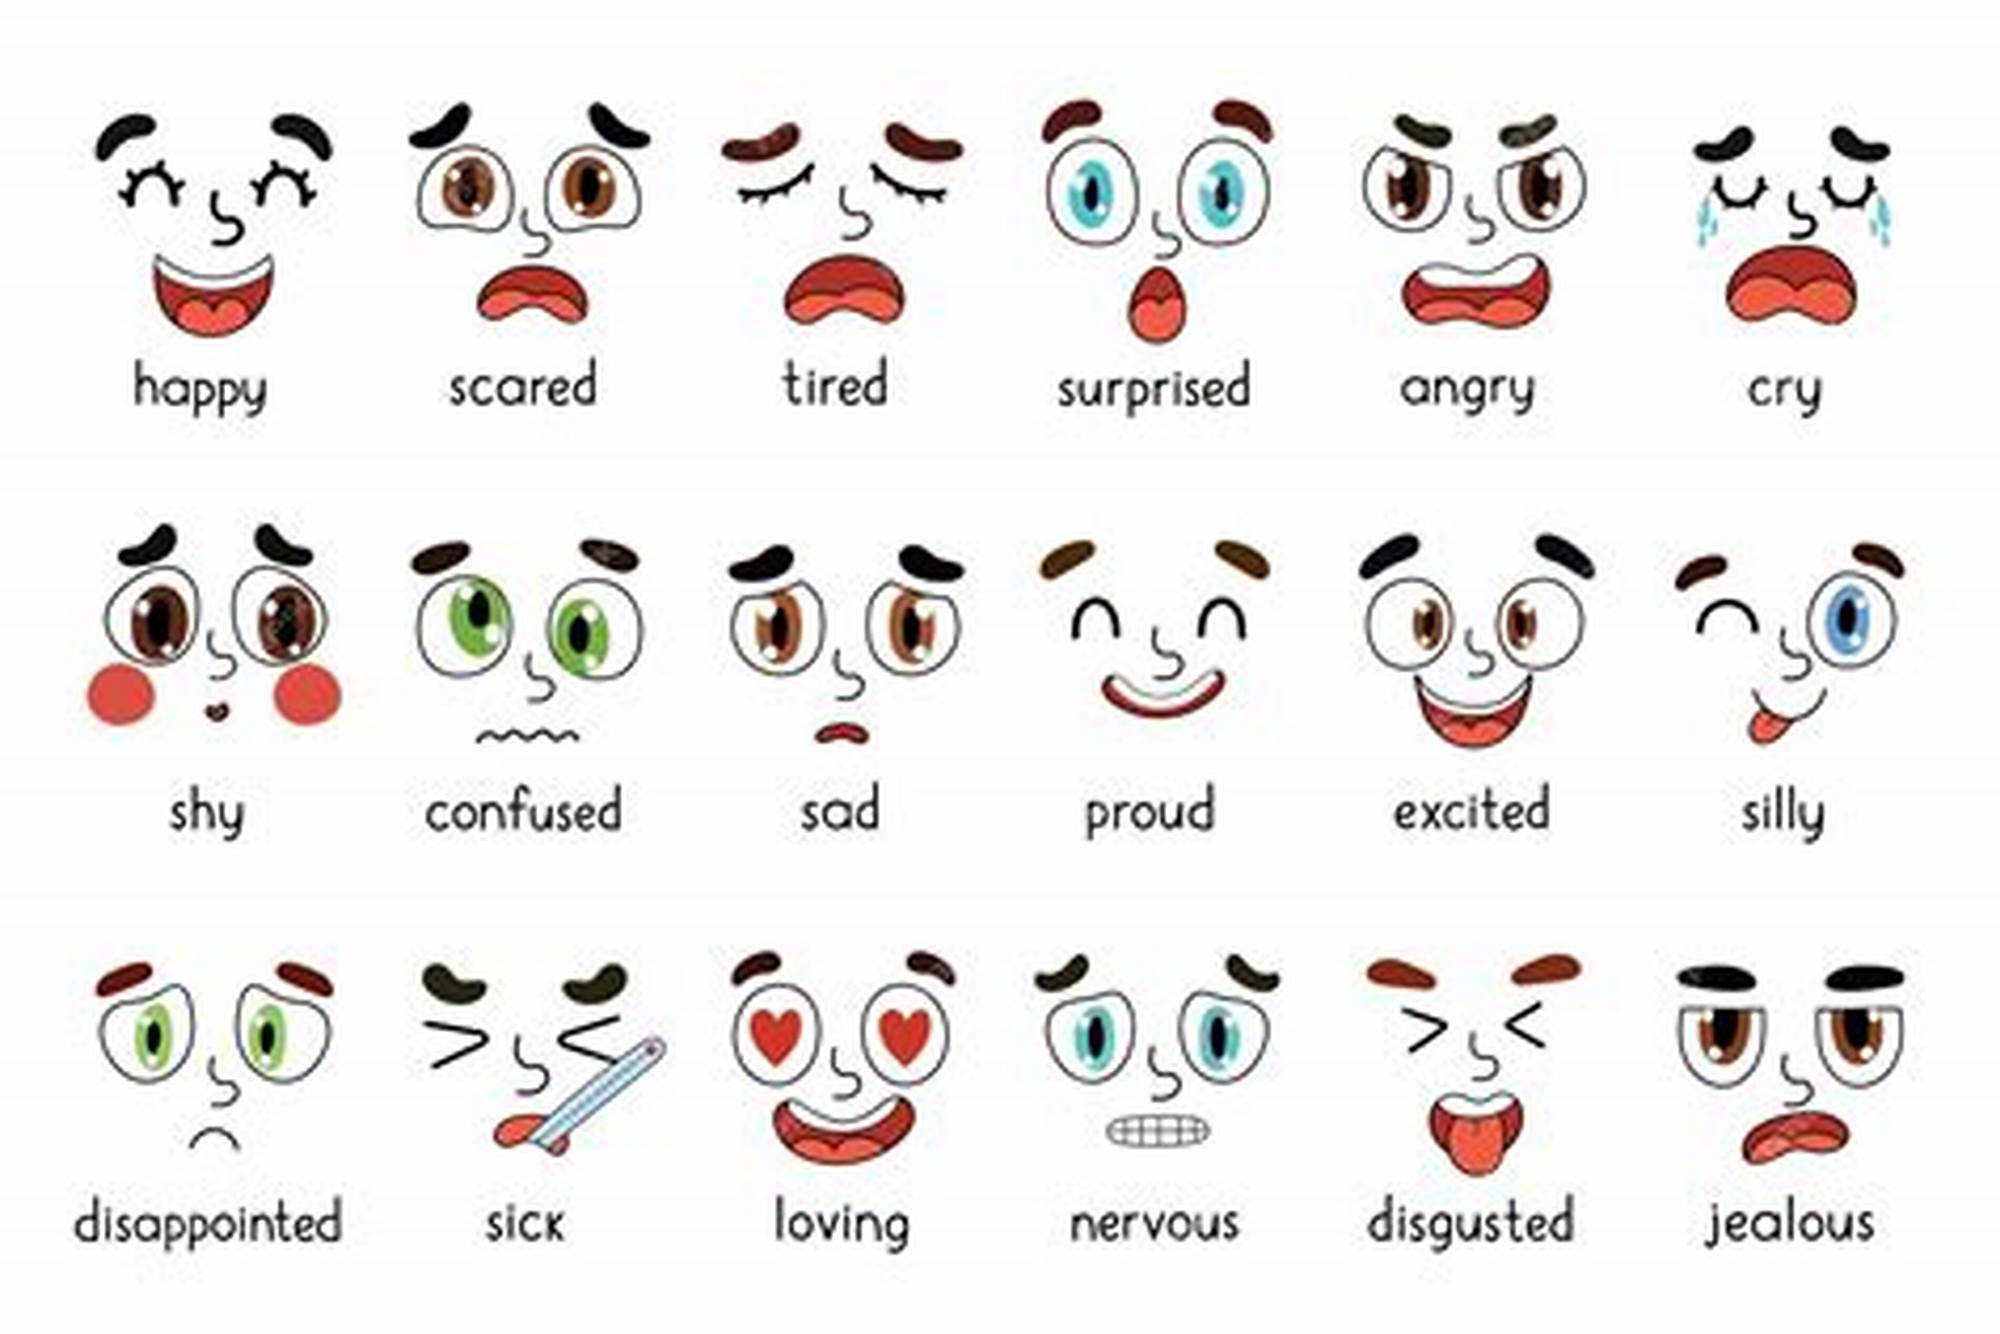 happy scared tired surprised angry cry
shy confused sad proud excited silly
disappointed sick loving nervous disgusted jealous